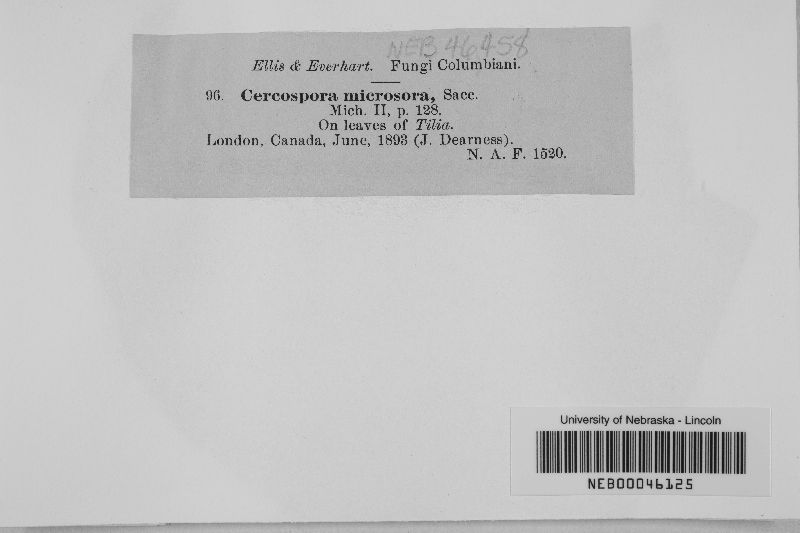 NEB 46458
Ellis & Everhart. Fungi Columbiani.
96. Cercospora microsora, Sacc.
Mich. II, p. 128.
On leaves of Tilia.
London, Canada, June, 1893 (J. Dearness).
N. A. F. 1520.
University of Nebraska - Lincoln
NEB00046125